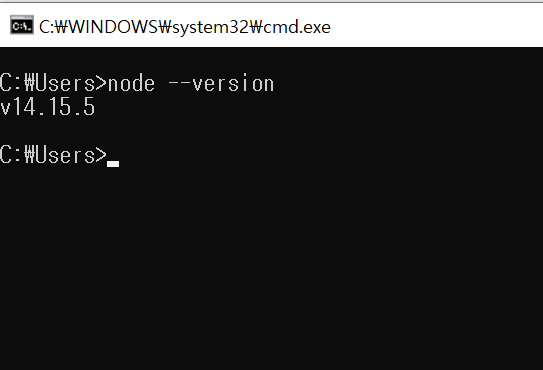 C:₩WINDOWS₩system32₩cmd.exe
C:₩Users>node --version
v14.15.5
C:₩Users>